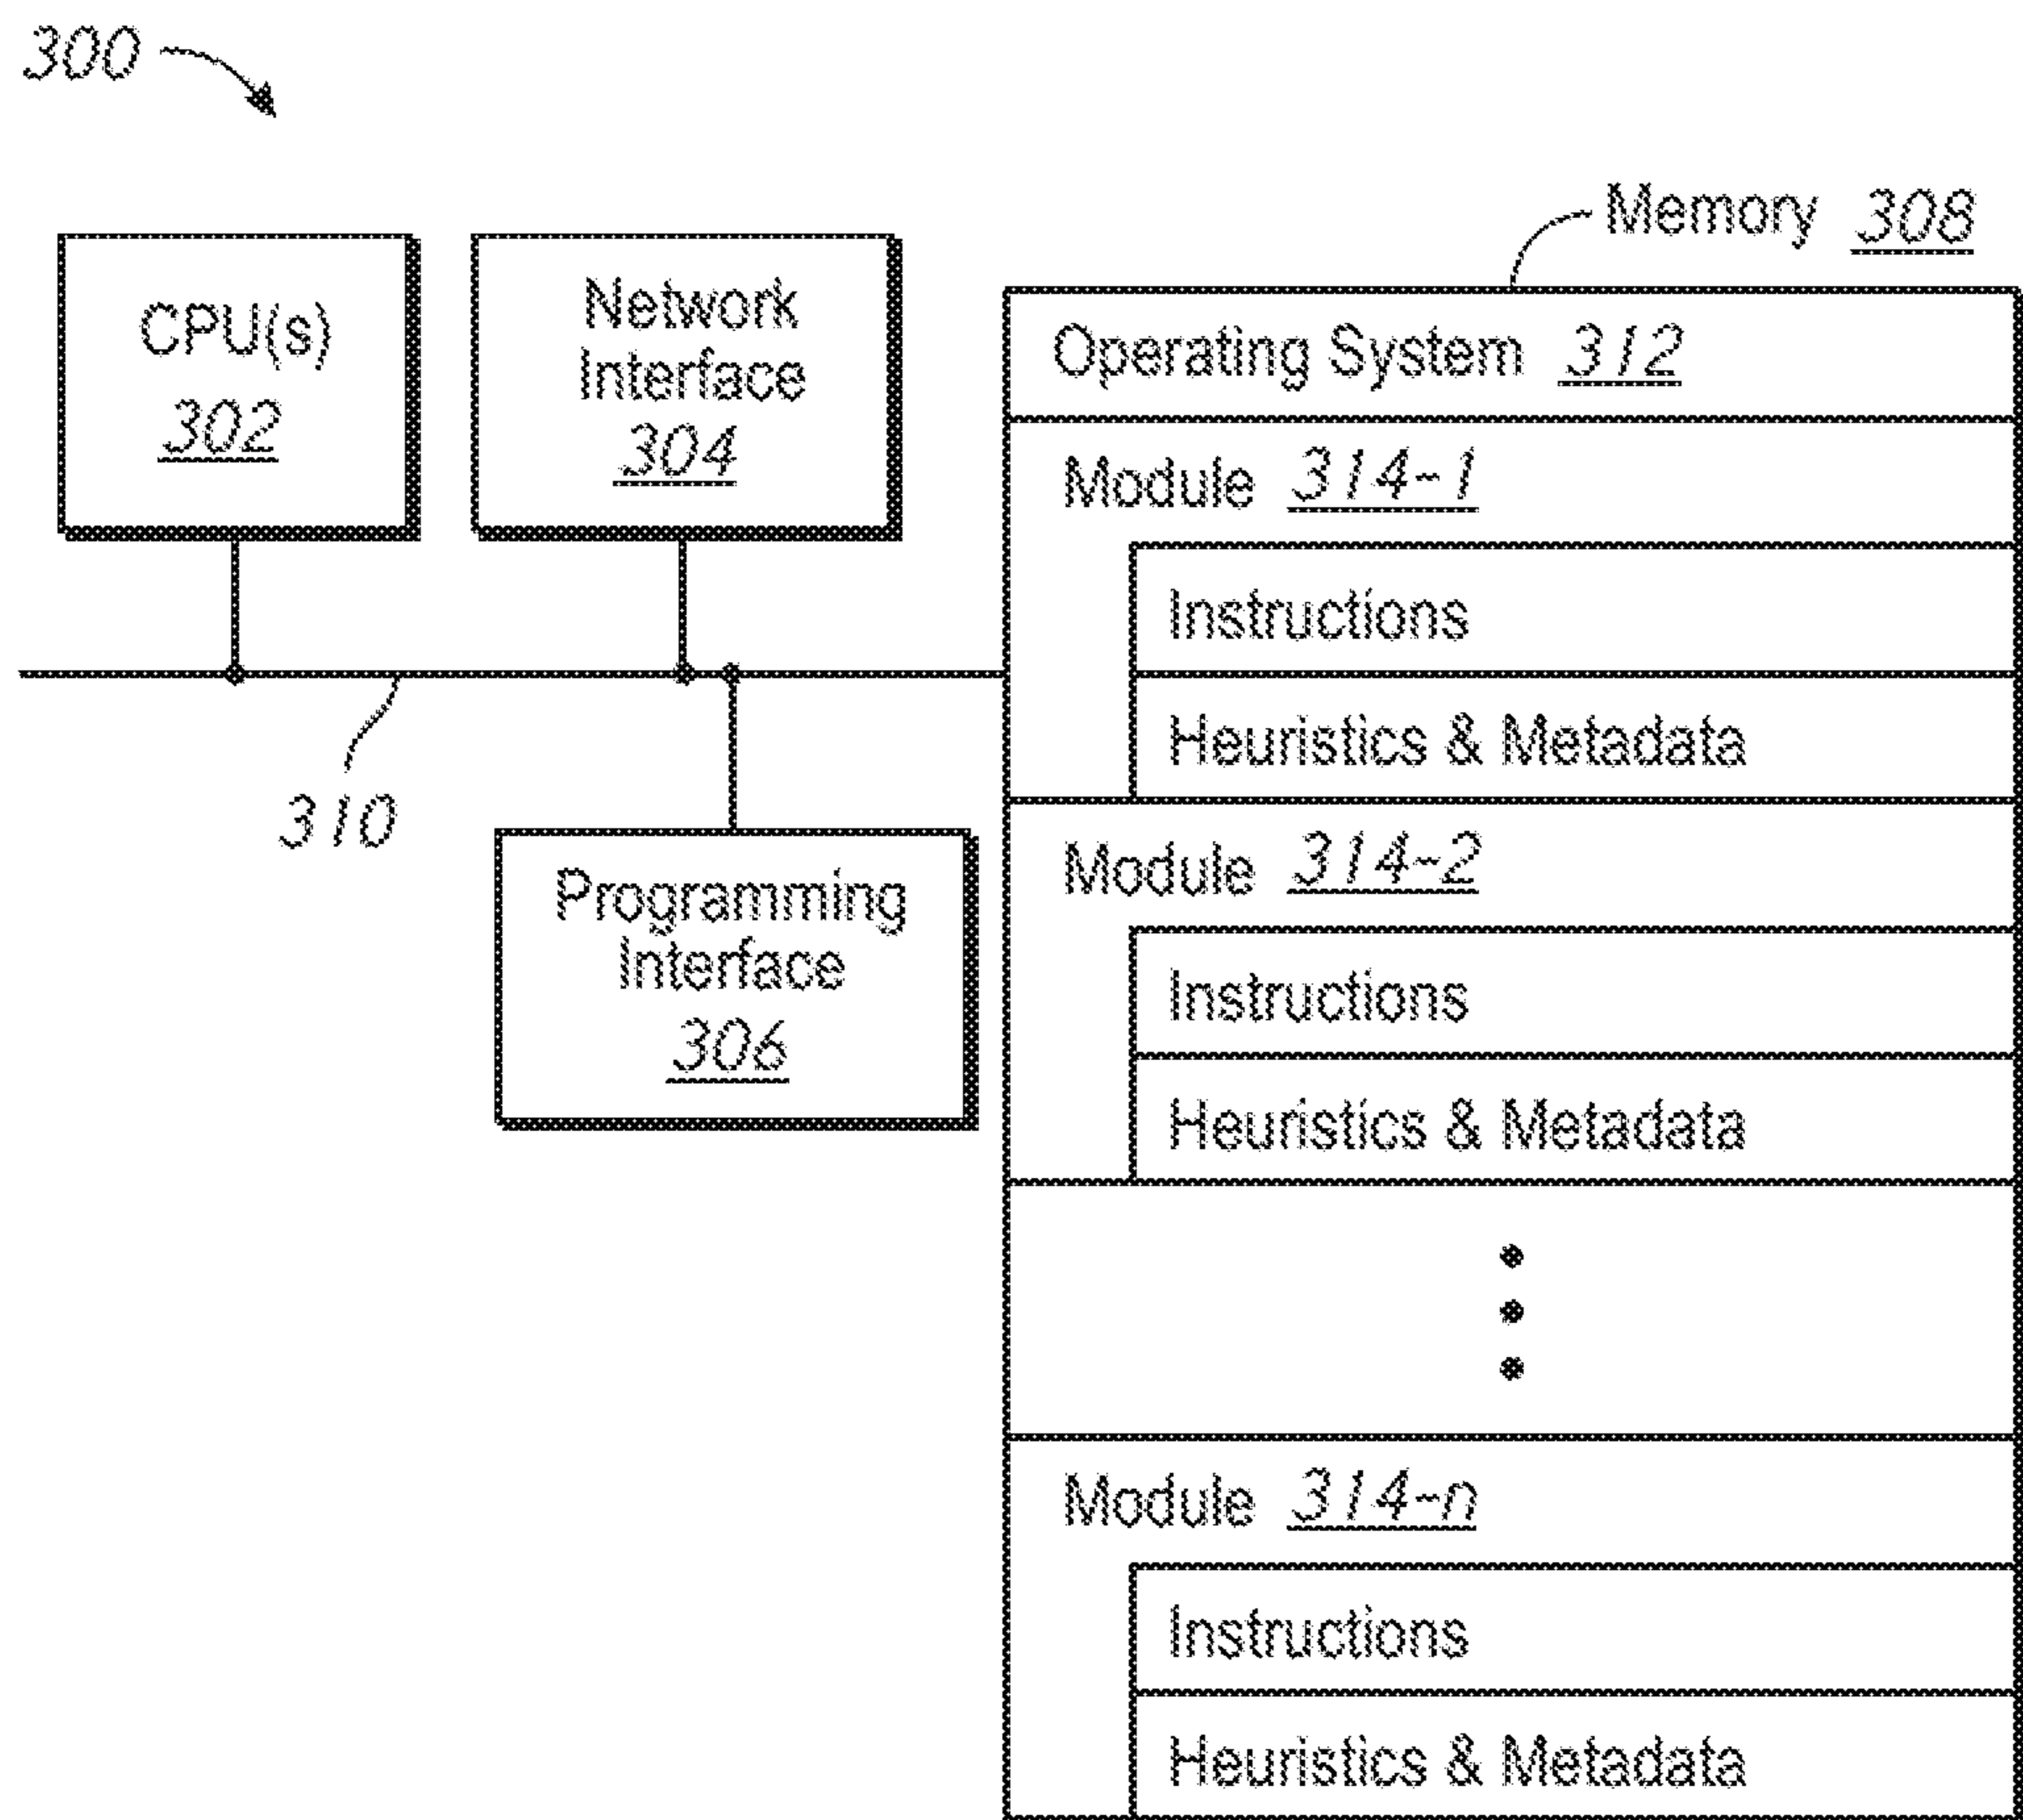 300
Memory 308
CPU(s)
302
Network
Interface
304
310
Programming
Interface
306
Operating System 312
Module 314-1
Instructions
Heuristics & Metadata
Module 314-2
Instructions
Heuristics & Metadata
Module 314-n
Instructions
Heuristics & Metadata